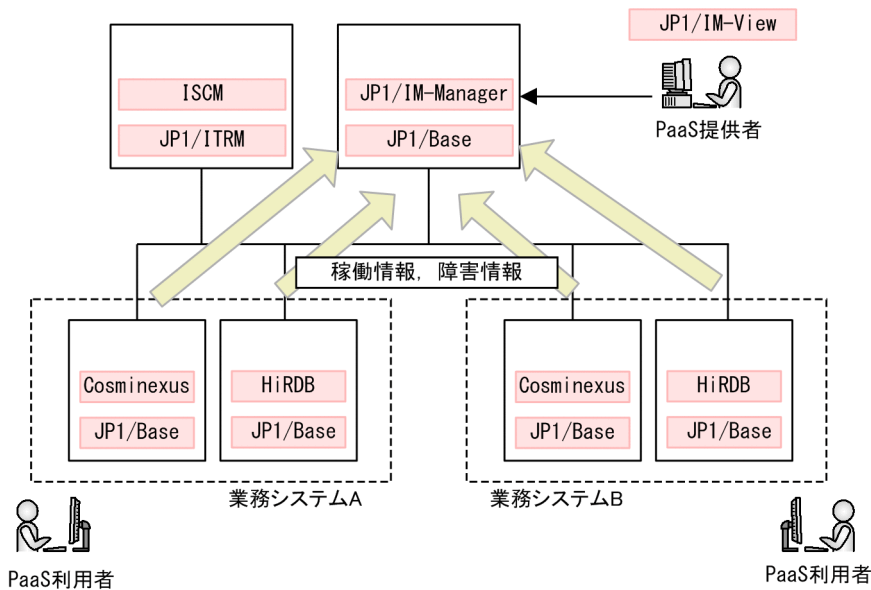 JP1/IM-View
ISCM
JP1/ITRM
JP1/IM-Manager
JP1/Base
PaaS提供者
稼働情報，障害情報
Cosminexus
JP1/Base
HiRDB
JP1/Base
Cosminexus
JP1/Base
HiRDB
JP1/Base
業務システムA
業務システムB
PaaS利用者
PaaS利用者